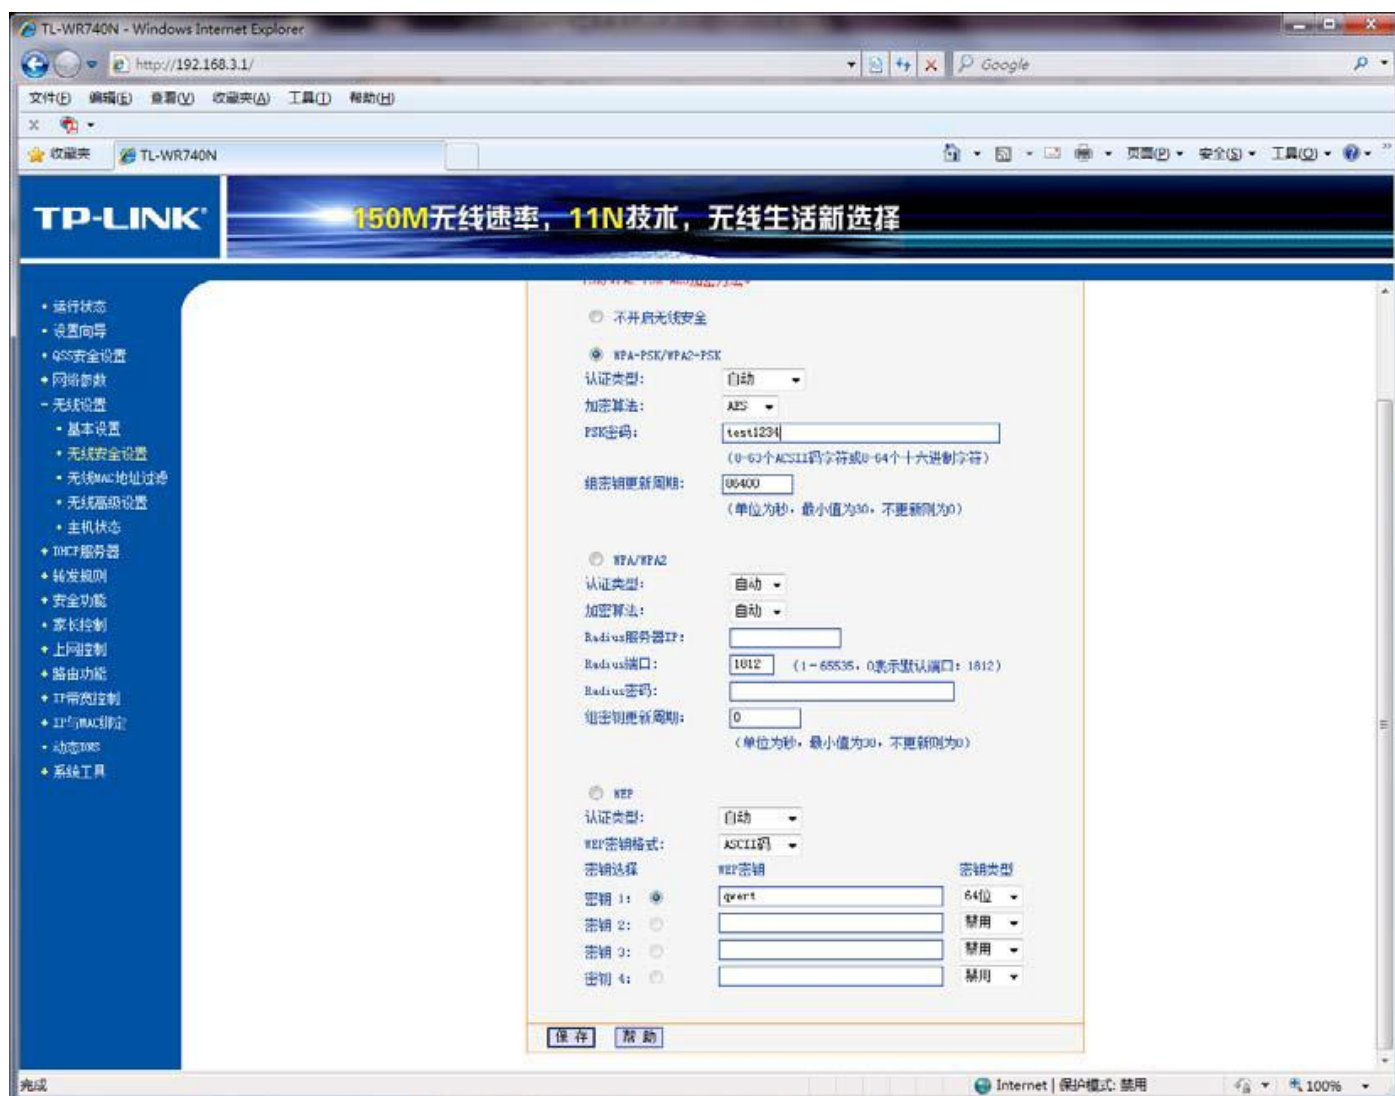 TL-WR740N - Windows Internet Explorer
http://192.168.3.1/
Google
文件(F) 编辑(E) 查看(V) 收藏夹(A) 工具(T) 帮助(H)
收藏夹 TL-WR740N 页面(P) 安全(S) 工具(O)
TP-LINK 150M无线速率，11N技术，无线生活新选择
运行状态
设置向导
QSS安全设置
网络参数
无线设置
基本设置
无线安全设置
无线MAC地址过滤
无线高级设置
主机状态
DHCP服务器
转发规则
安全功能
家长控制
上网控制
路由功能
IP带宽控制
IP与MAC绑定
动态DNS
系统工具
不开启无线安全
WPA-PSK/WPA2-PSK
认证类型： 自动
加密算法： AES
PSK密码： test1234
（8-63个ACSII码字符或8-64个十六进制字符）
组密钥更新周期： 86400
（单位为秒，最小值为30，不更新则为0）
WPA/WPA2
认证类型： 自动
加密算法： 自动
Radius服务器IP：
Radius端口： 1812 （1-65535，0表示默认端口：1812）
Radius密码：
组密钥更新周期： 0
（单位为秒，最小值为30，不更新则为0）
WEP
认证类型： 自动
WEP密钥格式： ASCII码
密钥选择 WEP密钥 密钥类型
密钥 1： qwert 64位
密钥 2： 禁用
密钥 3： 禁用
密钥 4： 禁用
保存 帮助
完成 Internet | 保护模式: 禁用 100%